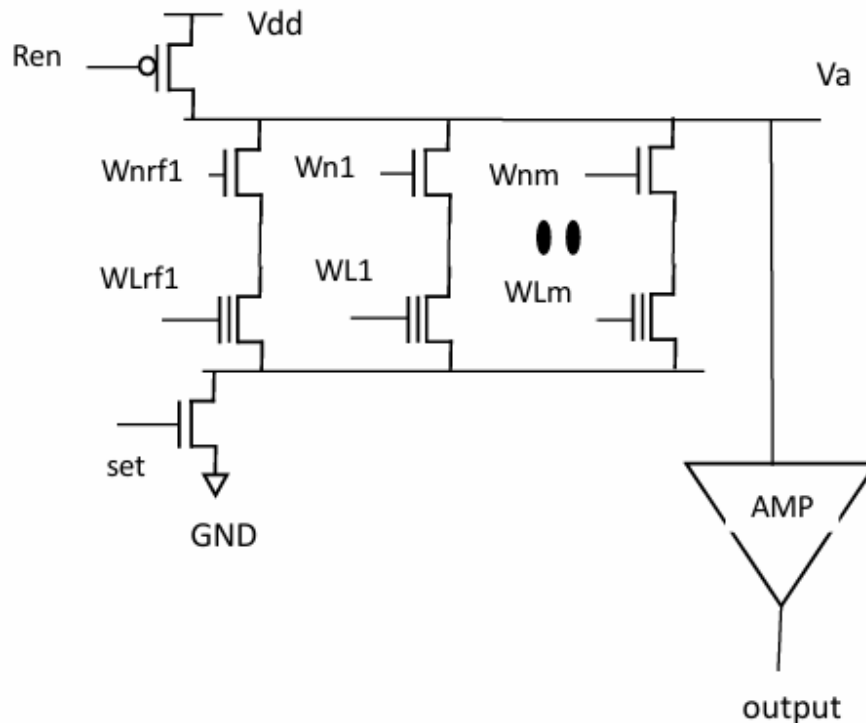 Vdd
Ren
Va
Wnrf1
Wn1
Wnm
WLrf1
WL1
WLm
set
GND
AMP
output